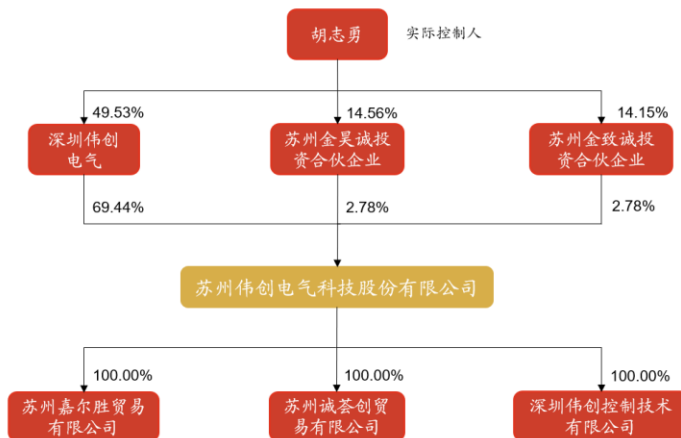 胡志勇
实际控制人
49.53%
14.56%
14.15%
深圳伟创
电气
苏州金昊诚投
资合伙企业
苏州金致诚投
资合伙企业
69.44%
2.78%
2.78%
苏州伟创电气科技股份有限公司
100.00%
100.00%
100.00%
苏州嘉尔胜贸易
有限公司
苏州诚荟创贸
易有限公司
深圳伟创控制技术
有限公司